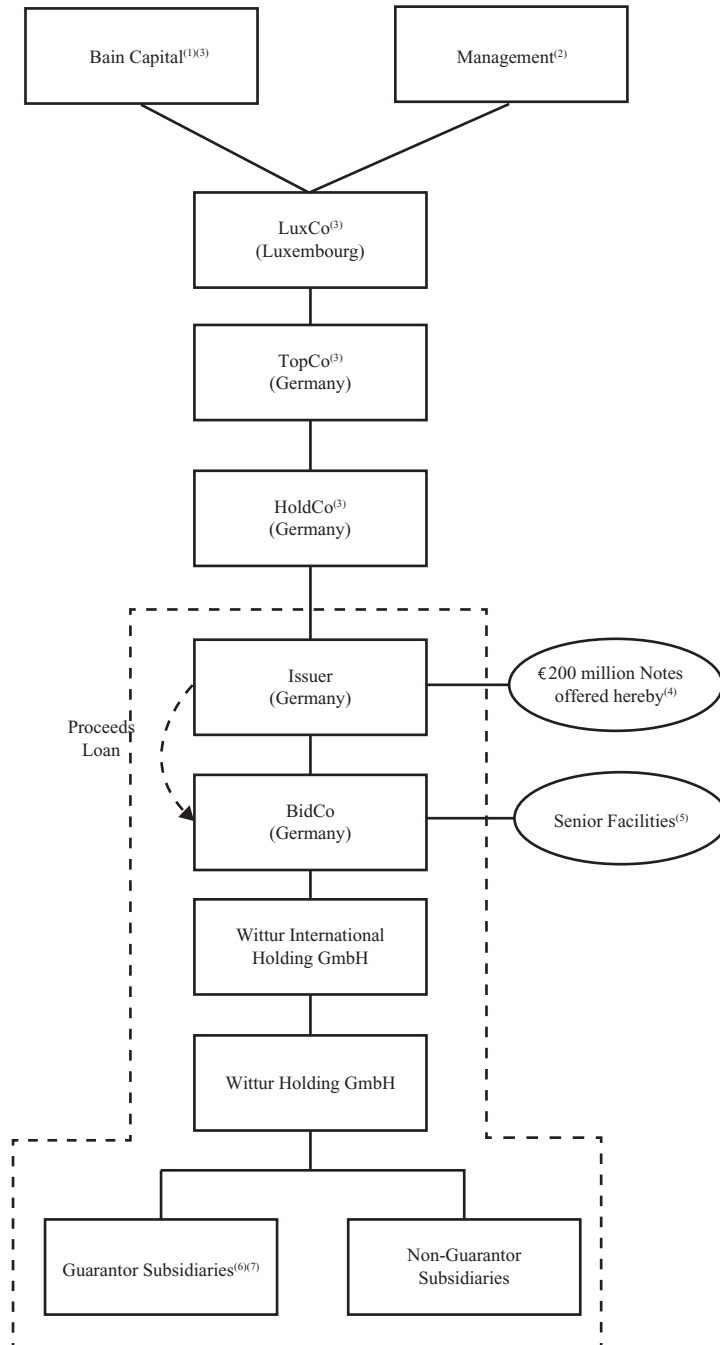 Bain Capital(1)(3)
Management(2)
LuxCo(3)
(Luxembourg)
TopCo(3)
(Germany)
HoldCo(3)
(Germany)
Issuer
(Germany)
€200 million Notes
offered hereby(4)
Proceeds
Loan
BidCo
(Germany)
Senior Facilities(5)
Wittur International
Holding GmbH
Wittur Holding GmbH
Guarantor Subsidiaries(6)(7)
Non-Guarantor
Subsidiaries